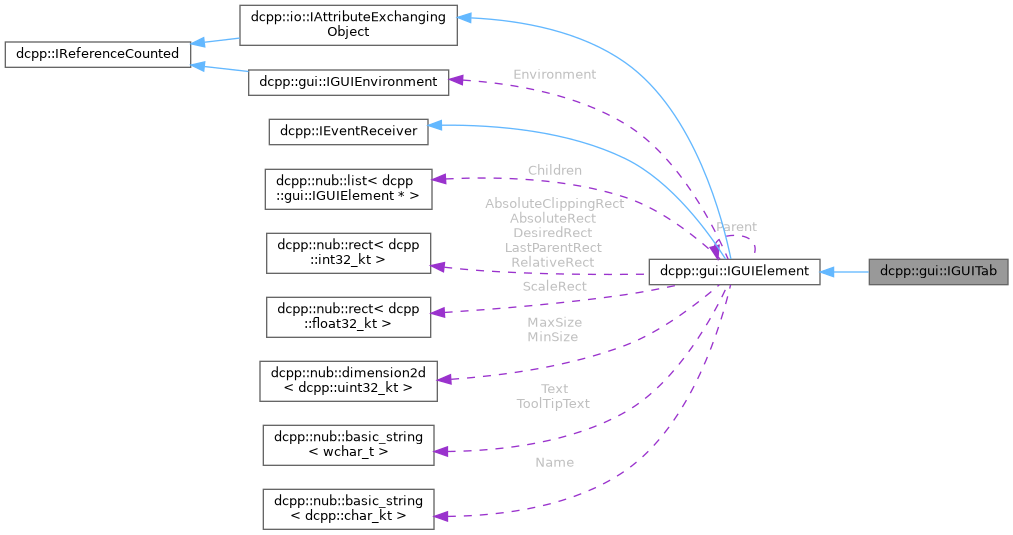 dcpp::io::IAttributeExchanging
Object
dcpp::IReferenceCounted
Environment
dcpp::gui::IGUIEnvironment
dcpp::IEventReceiver
Children
dcpp::nub::list< dcpp
::gui::IGUIElement * >
AbsoluteClippingRect
AbsoluteRect
DesiredRect
LastParentRect
RelativeRect
Parent
dcpp::nub::rect< dcpp
::int32_kt >
dcpp::gui::IGUIElement
dcpp::gui::IGUITab
ScaleRect
dcpp::nub::rect< dcpp
::float32_kt >
MaxSize
MinSize
dcpp::nub::dimension2d
< dcpp::uint32_kt >
Text
ToolTipText
dcpp::nub::basic_string
< wchar_t >
Name
dcpp::nub::basic_string
< dcpp::char_kt >